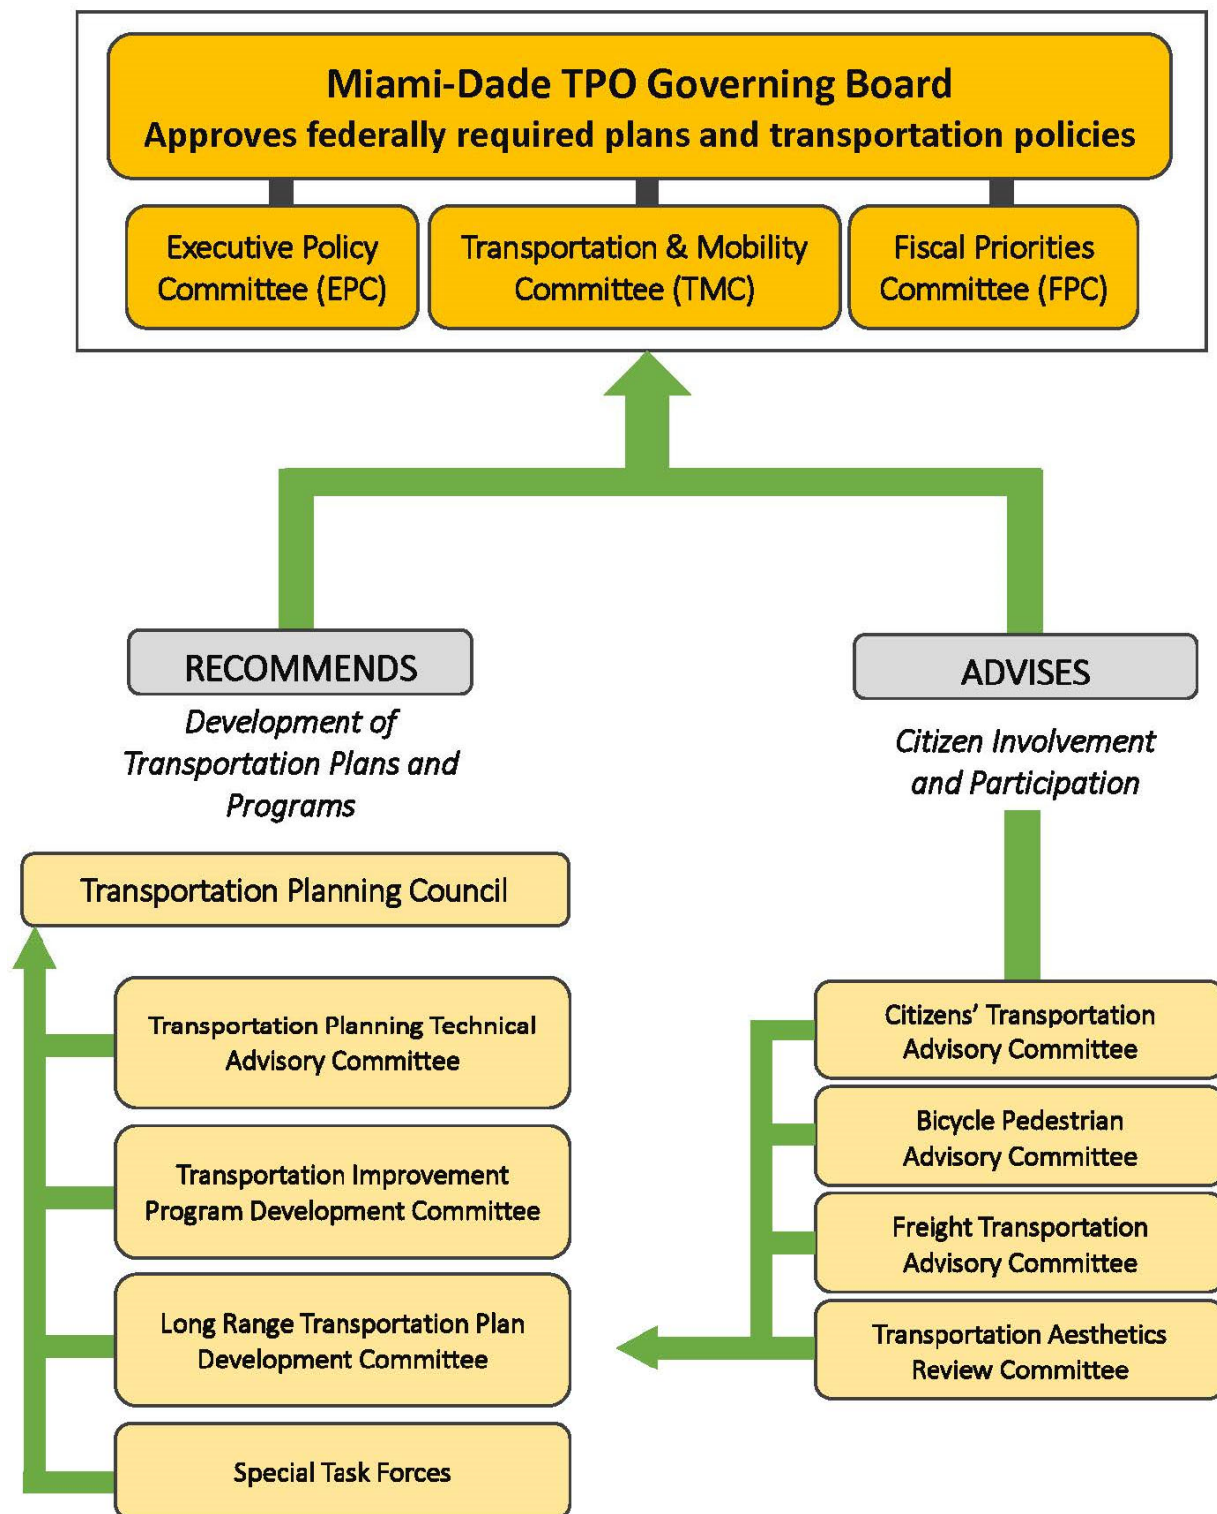 Miami-Dade TPO Governing Board
Approves federally required plans and transportation policies
Executive Policy
Committee (EPC)
Transportation & Mobility
Committee (TMC)
Fiscal Priorities
Committee (FPC)
RECOMMENDS
Development of
Transportation Plans and
Programs
ADVISES
Citizen Involvement
and Participation
Transportation Planning Council
Transportation Planning Technical
Advisory Committee
Transportation Improvement
Program Development Committee
Long Range Transportation Plan
Development Committee
Special Task Forces
Citizens’ Transportation
Advisory Committee
Bicycle Pedestrian
Advisory Committee
Freight Transportation
Advisory Committee
Transportation Aesthetics
Review Committee